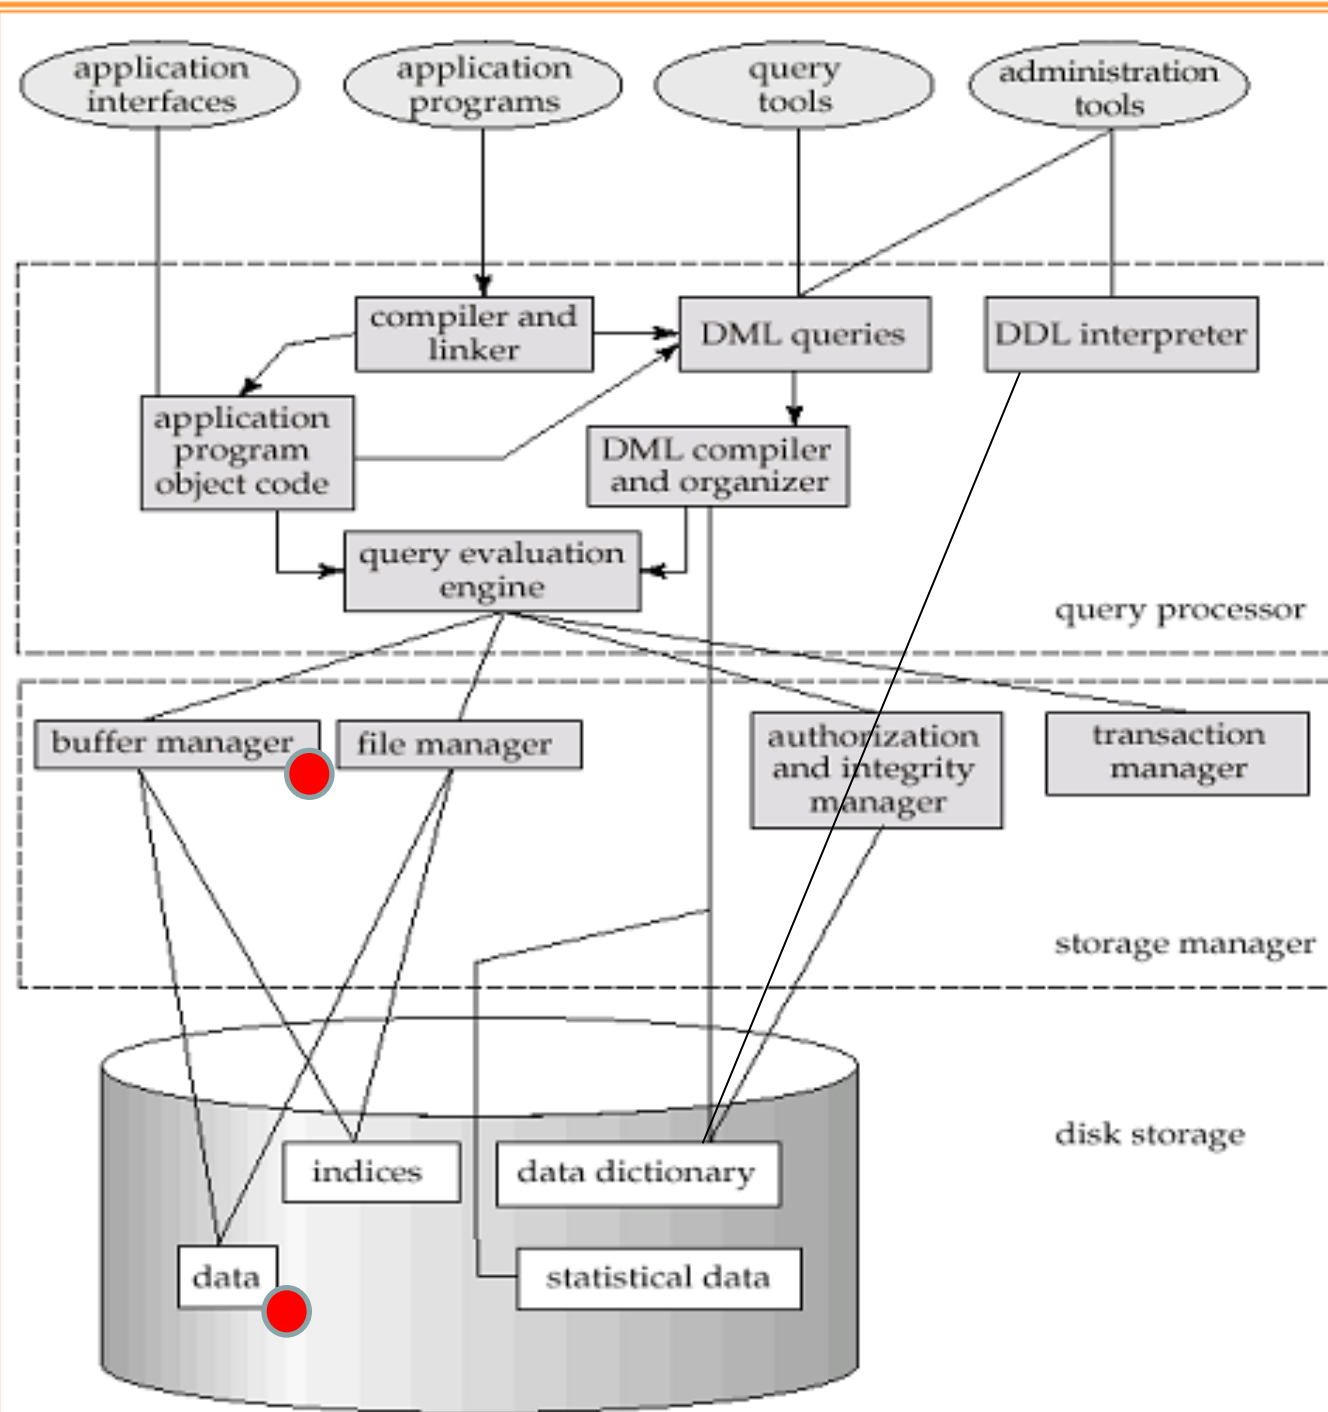 application
interfaces
application
programs
query
tools
administration
tools
compiler and
linker
DML queries
DDL interpreter
application
program
object code
DML compiler
and organizer
query evaluation
engine
query processor
buffer manager
file manager
authorization
and integrity
manager
transaction
manager
storage manager
disk storage
indices
data dictionary
data
statistical data